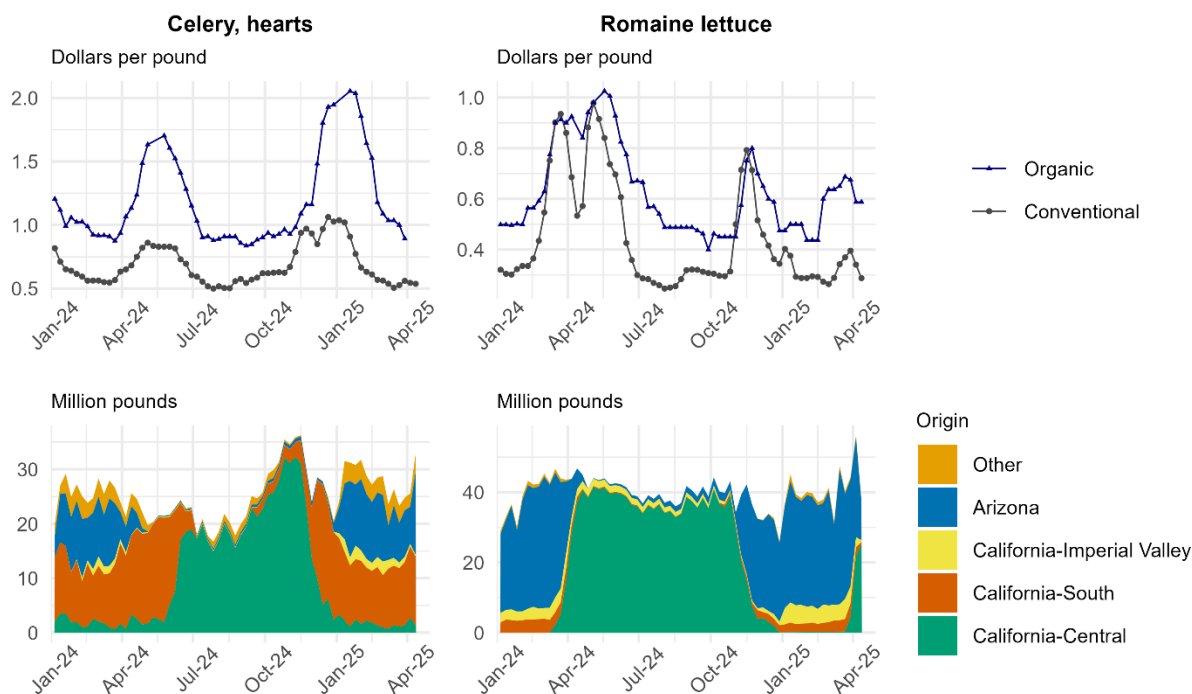 Celery, hearts
Romaine lettuce
Dollars per pound
Dollars per pound
2.0
1.5
1.0
0.5
Jan-24
Apr-24
Jul-24
Oct-24
Jan-25
Apr-25
1.0
0.8
0.6
0.4
Jan-24
Apr-24
Jul-24
Oct-24
Jan-25
Apr-25
Organic
Conventional
Million pounds
Million pounds
30
20
10
0
Jan-24
Apr-24
Jul-24
Oct-24
Jan-25
Apr-25
40
20
0
Jan-24
Apr-24
Jul-24
Oct-24
Jan-25
Apr-25
Origin
Other
Arizona
California-Imperial Valley
California-South
California-Central